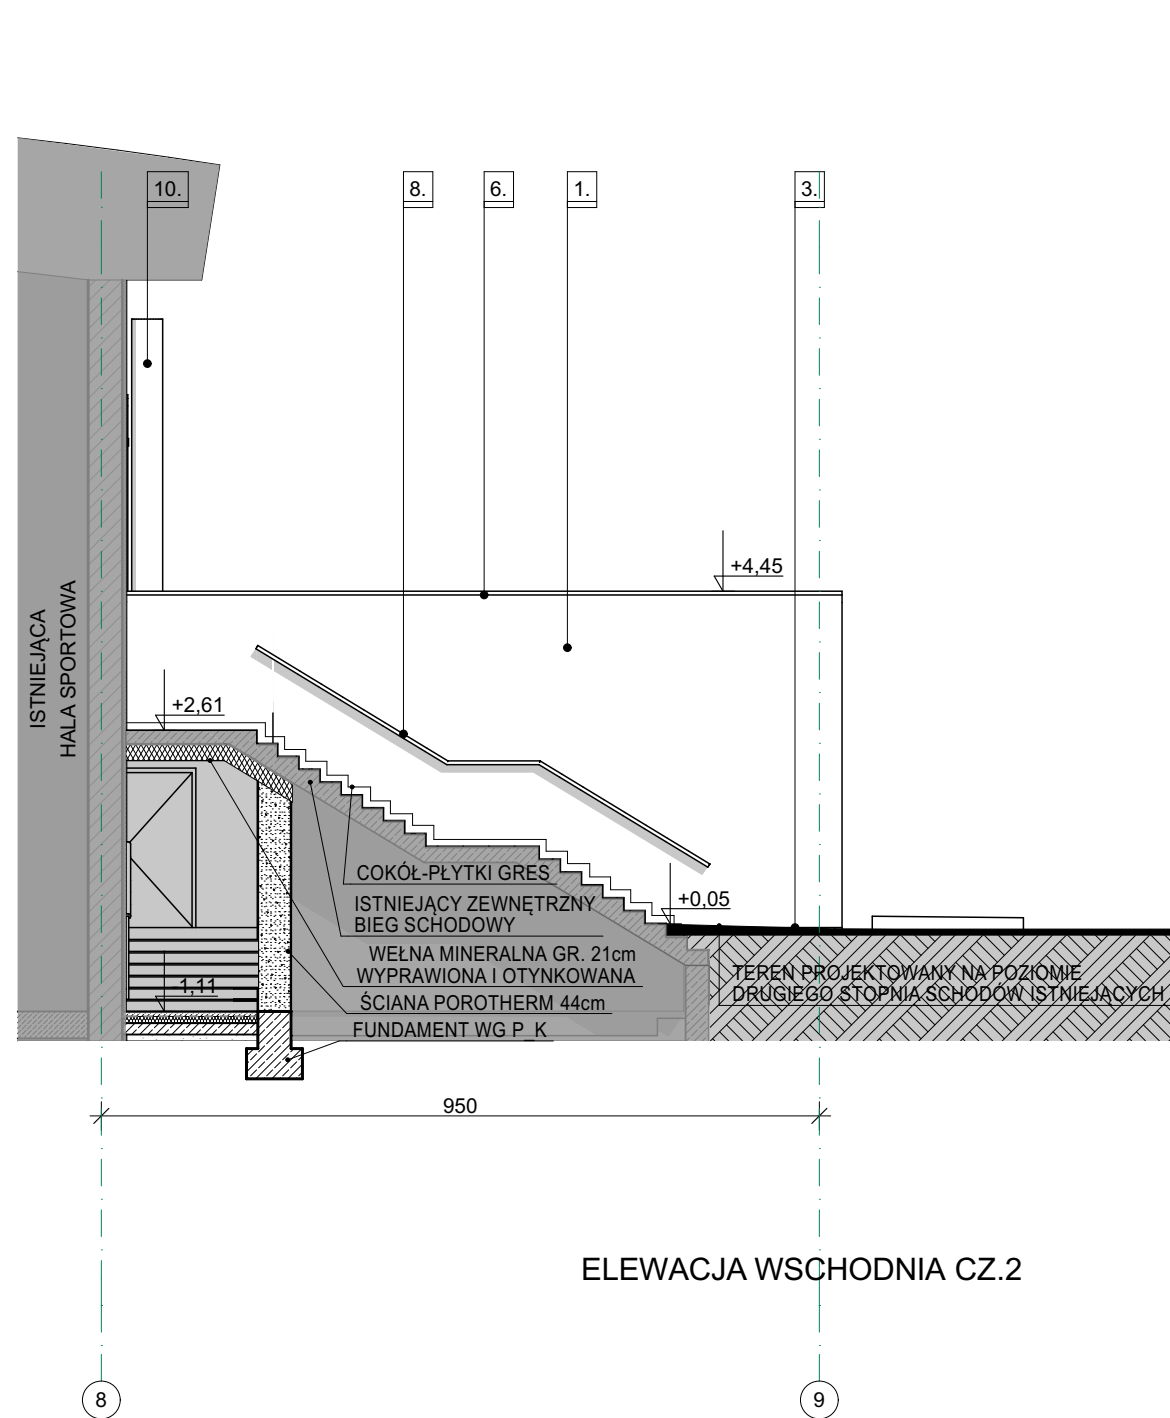 10.
8.
6.
1.
3.
+4,45
ISTNIEJĄCA
HALA SPORTOWA
+2,61
COKÓŁ-PŁYTKI GRES
+0,05
ISTNIEJĄCY ZEWNĘTRZNY
BIEG SCHODOWY
WEŁNA MINERALNA GR. 21cm
WYPRAWIONA I OTYNKOWANA
TEREN PROJEKTOWANY NA POZIOMIE
DRUGIEGO STOPNIA SCHODÓW ISTNIEJĄCYCH
1,11
ŚCIANA POROTHERM 44cm
FUNDAMENT WG P_K
950
ELEWACJA WSCHODNIA CZ.2
8
9